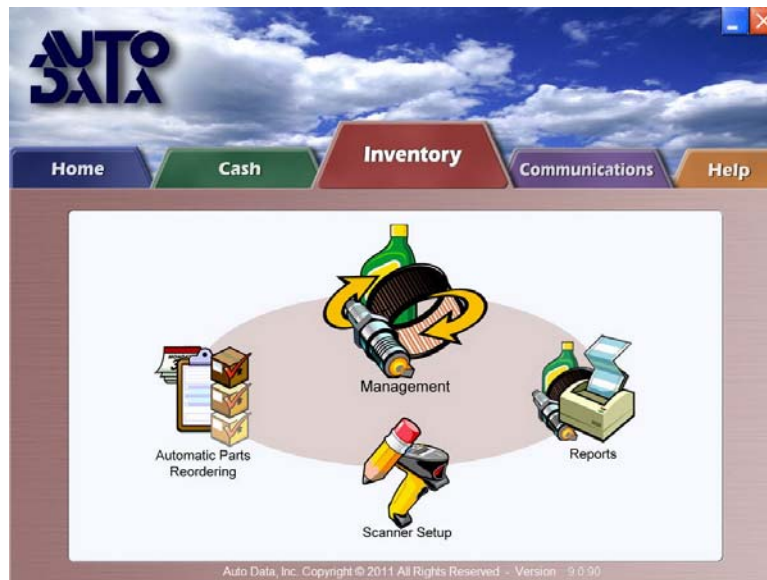 AUTO
DATA
Home
Cash
Inventory
Communications
Help
Management
Automatic Parts
Reordering
Reports
Scanner Setup
Auto Data, Inc. Copyright © 2011 All Rights Reserved - Version 9.0.90